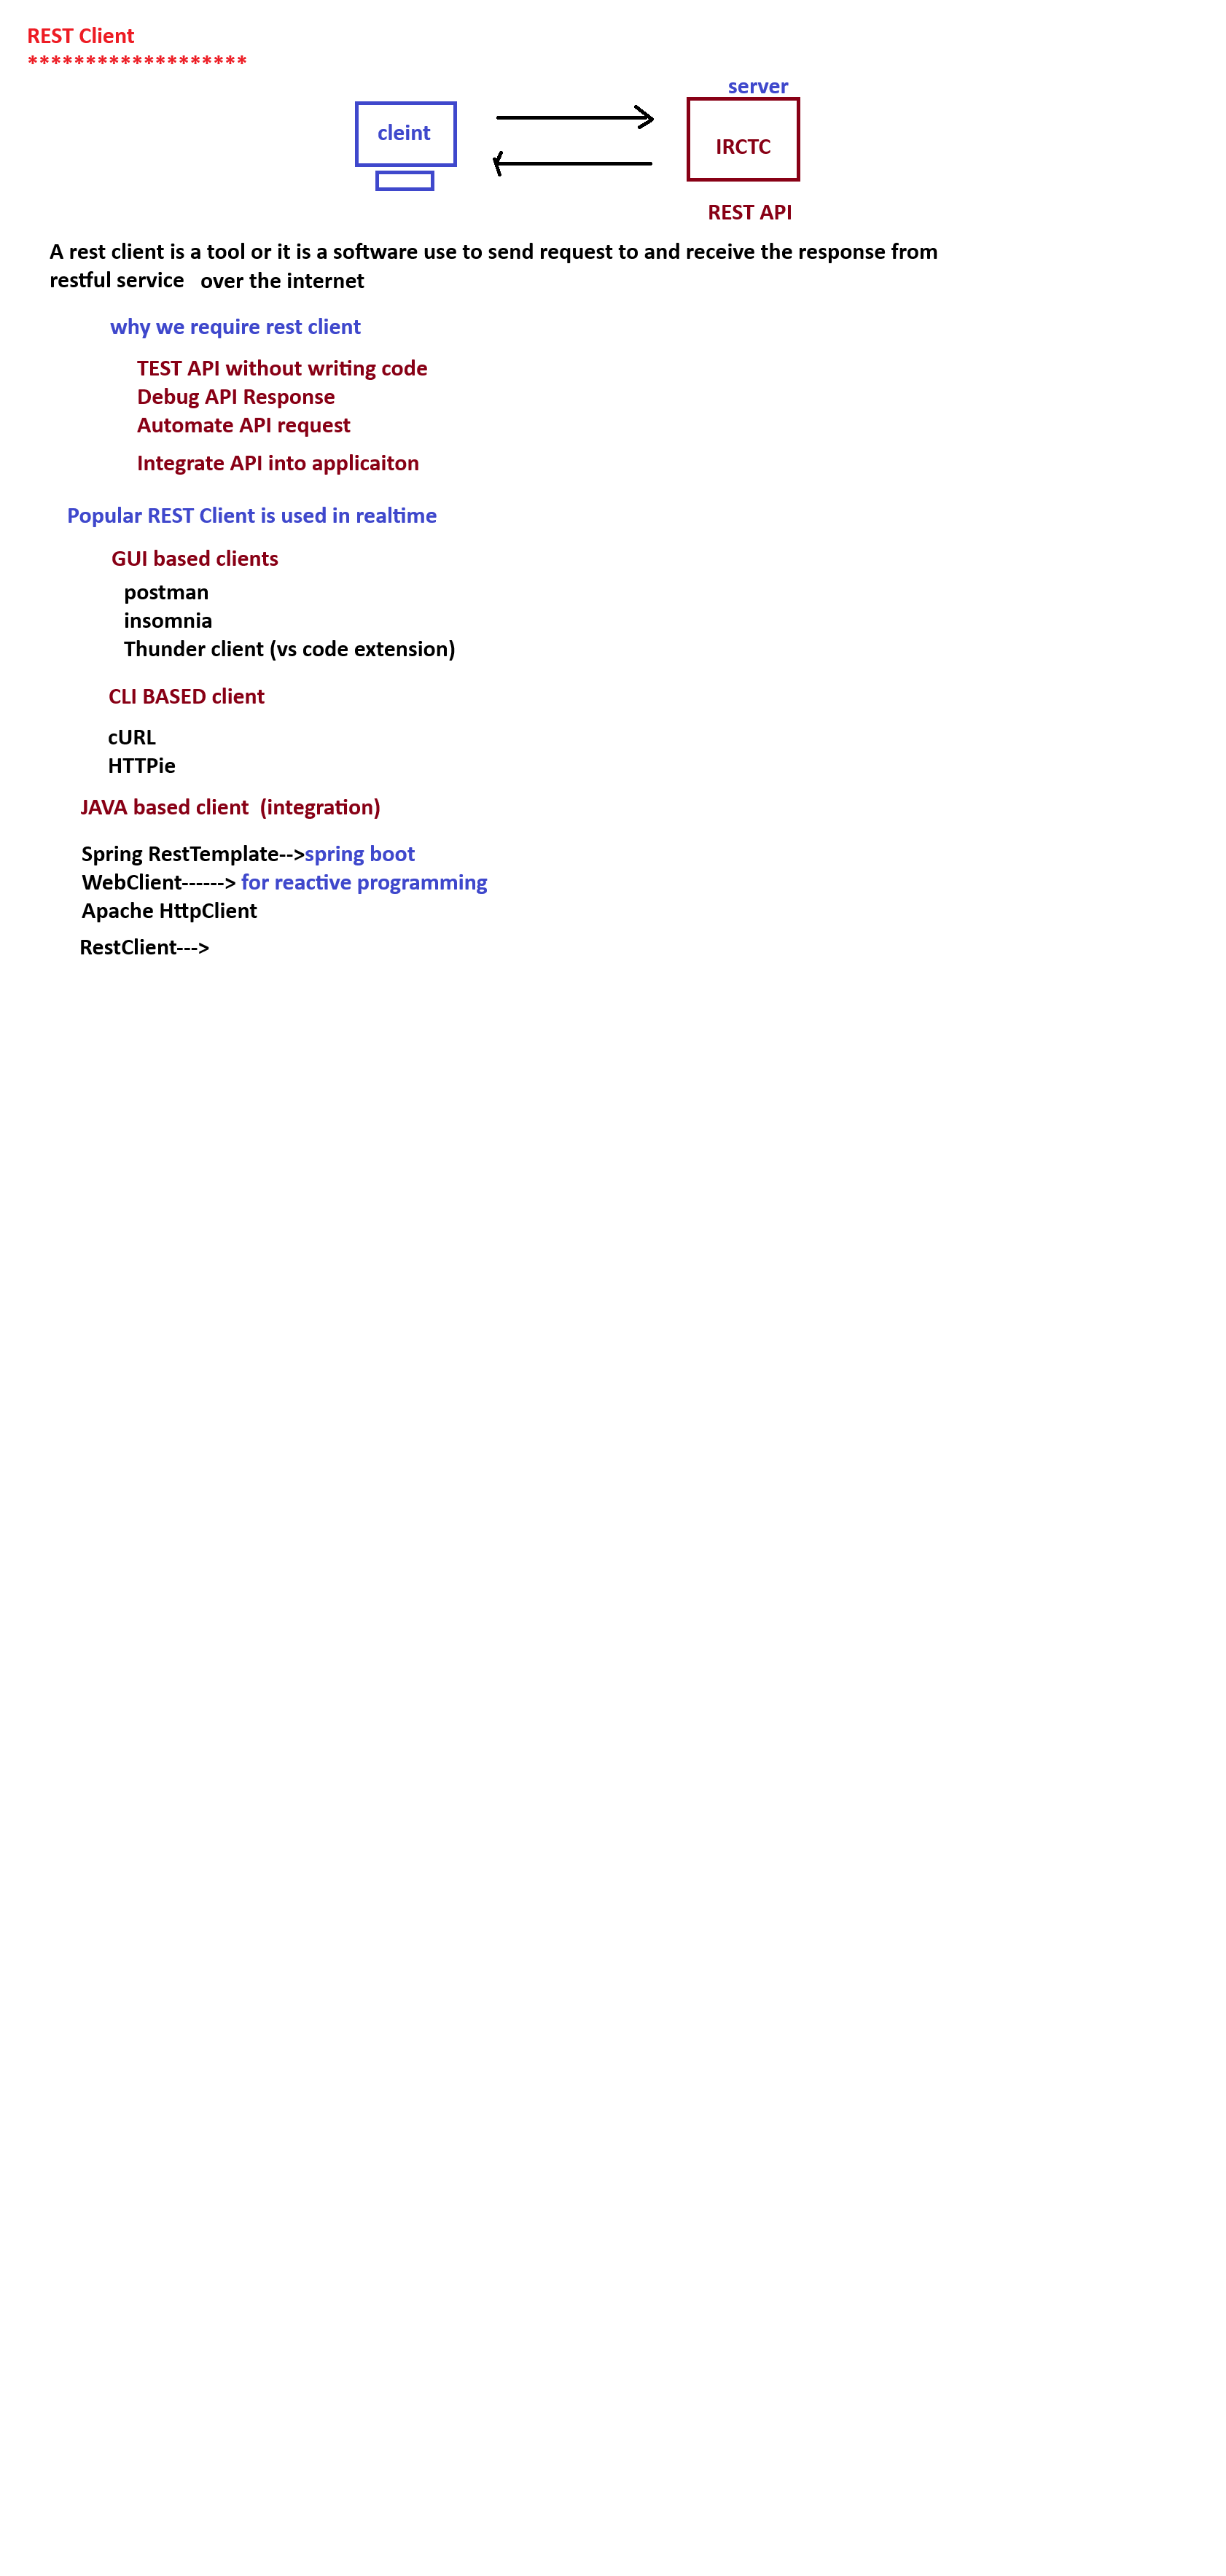 REST Client
*******************
server
cleint
IRCTC
REST API
A rest client is a tool or it is a software use to send request to and receive the response from
restful service over the internet
why we require rest client
TEST API without writing code
Debug API Response
Automate API request
Integrate API into applicaiton
Popular REST Client is used in realtime
GUI based clients
postman
insomnia
Thunder client (vs code extension)
CLI BASED client
cURL
HTTPie
JAVA based client (integration)
Spring RestTemplate-->spring boot
WebClient------> for reactive programming
Apache HttpClient
RestClient--->